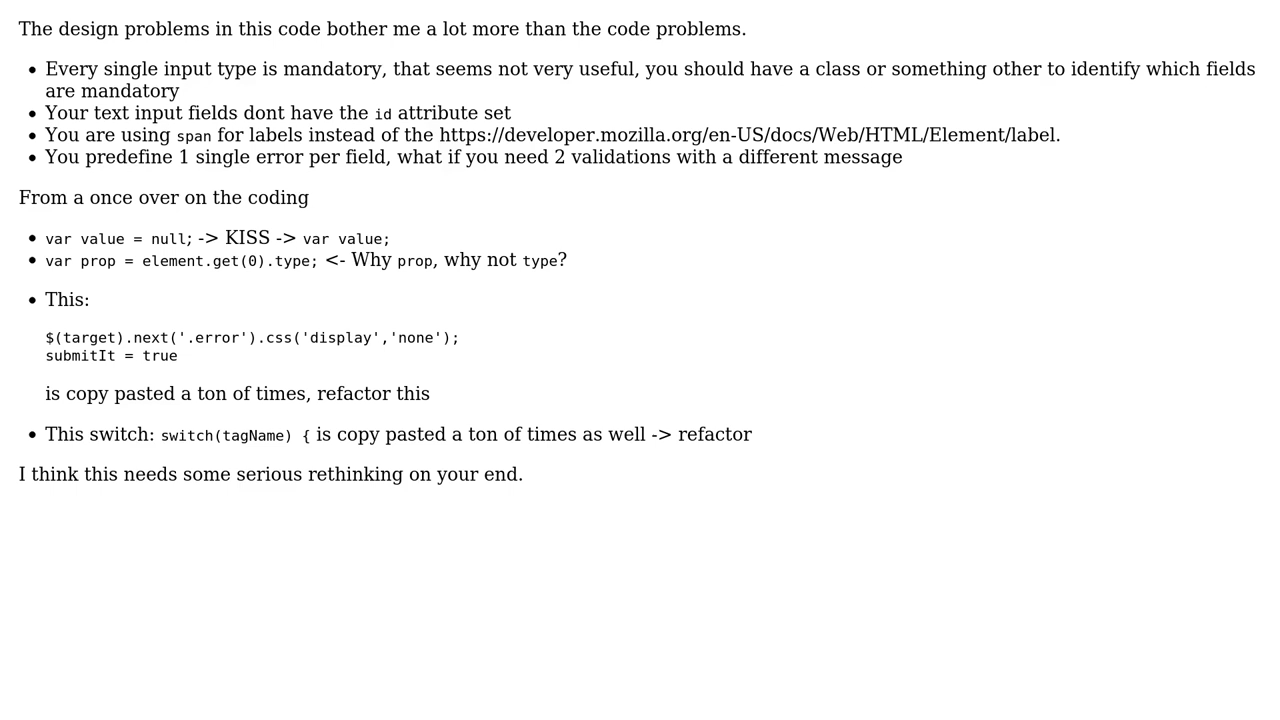 The design problems in this code bother me a lot more than the code problems.
Every single input type is mandatory, that seems not very useful, you should have a class or something other to identify which fields
are mandatory
Your text input fields dont have the id attribute set
You are using span for labels instead of the https://developer.mozilla.org/en-US/docs/Web/HTML/Element/label.
You predefine 1 single error per field, what if you need 2 validations with a different message
From a once over on the coding
var value = null; -> KISS -> var value;
var prop = element.get(0).type; <- Why prop, why not type?
This:
$(target).next('.error').css('display','none');
submitIt = true
is copy pasted a ton of times, refactor this
This switch: switch(tagName) { is copy pasted a ton of times as well -> refactor
I think this needs some serious rethinking on your end.